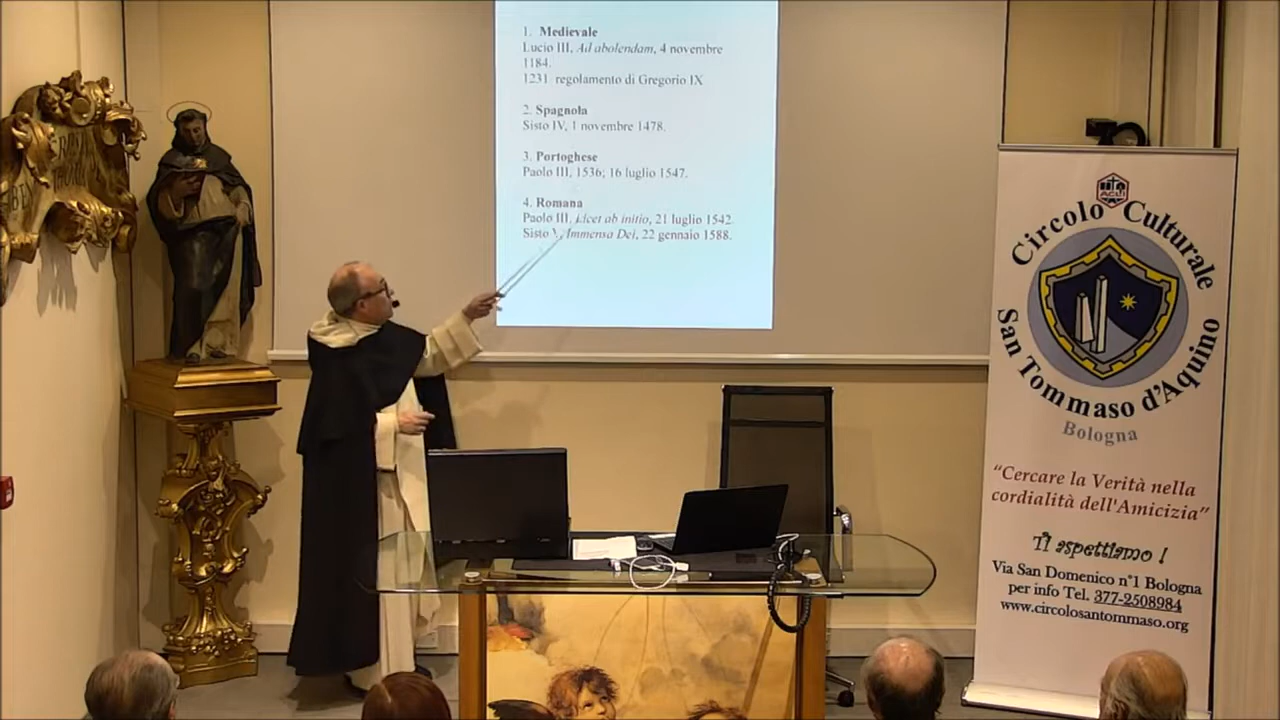 1. Medievale
Lucio III, Ad abolendam, 4 novembre
1184.
1231 regolamento di Gregorio IX
2. Spagnola
Sisto IV, 1 novembre 1478.
3. Portoghese
Paolo III, 1536; 16 luglio 1547.
4. Romana
Paolo III, Licet ab initio, 21 luglio 1542
Sisto V, Immensa Dei, 22 gennaio 1588.
ACLI
Circolo Culturale
San Tommaso d'Aquino
Bologna
"Cercare la Verità nella
cordialità dell'Amicizia"
Ti aspettiamo !
Via San Domenico n°1 Bologna
per info Tel. 377-2508984
www.circolosantommaso.org